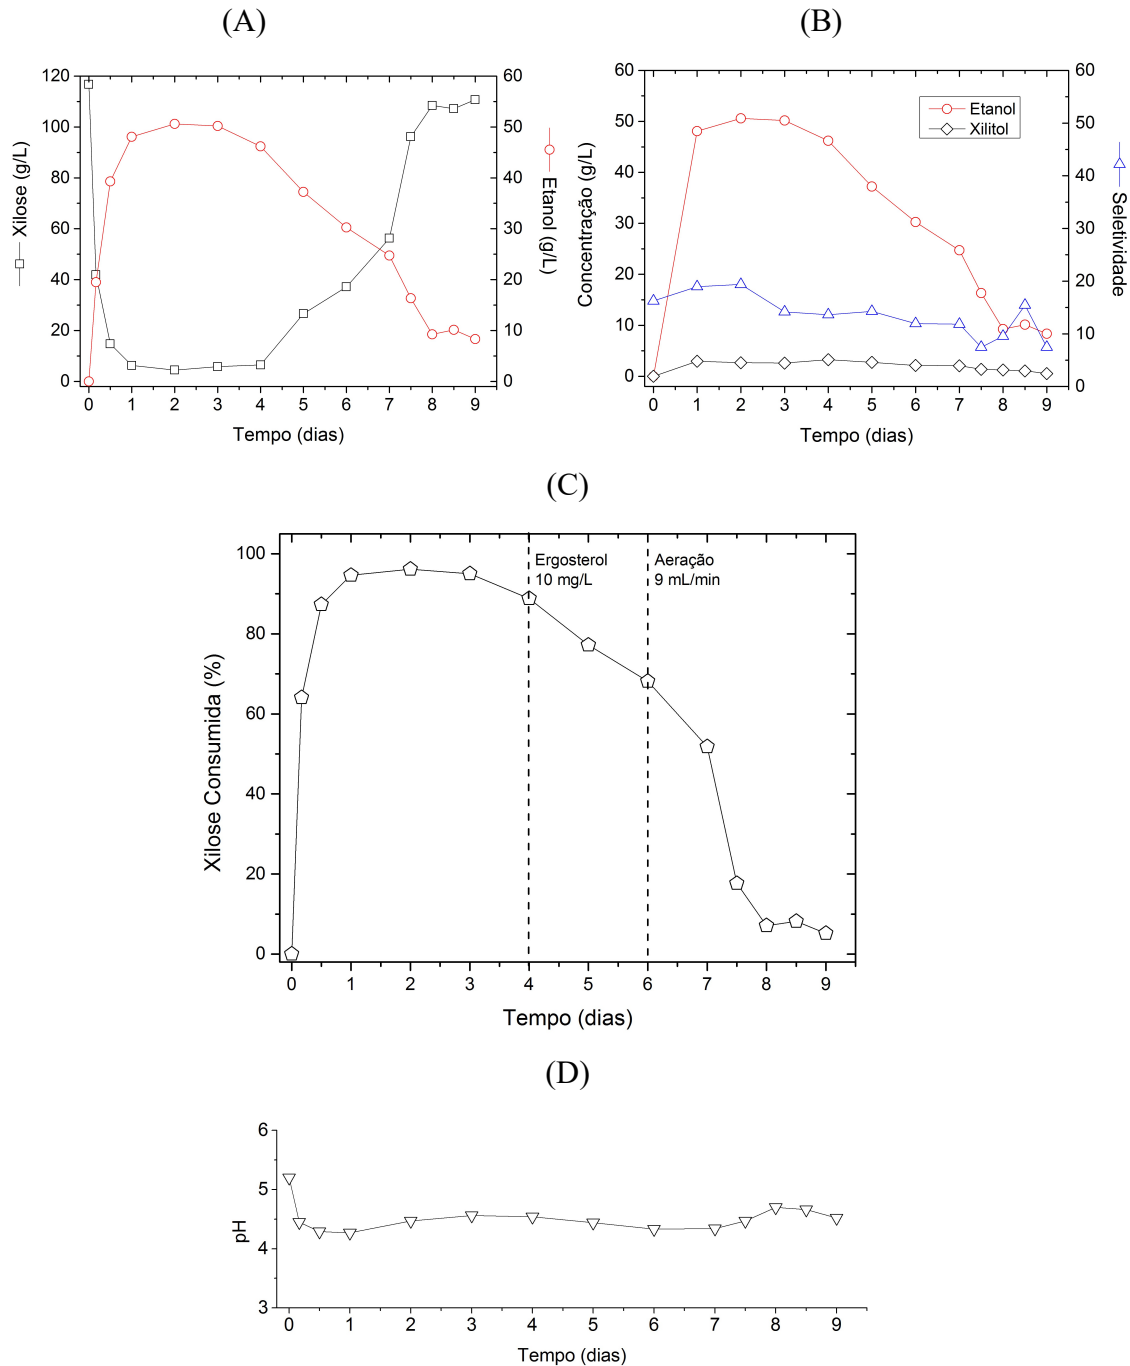 (A)
120
100
80
60
40
20
0
Xilose (g/L)
60
50
40
30
20
10
0
Etanol (g/L)
0 1 2 3 4 5 6 7 8 9
Tempo (dias)
(B)
60
50
40
30
20
10
0
Concentração (g/L)
Etanol
Xilitol
60
50
40
30
20
10
0
Seletividade
0 1 2 3 4 5 6 7 8 9
Tempo (dias)
(C)
100
80
60
40
20
0
Xilose Consumida (%)
Ergosterol
10 mg/L
Aeração
9 mL/min
0 1 2 3 4 5 6 7 8 9
Tempo (dias)
(D)
6
5
4
3
pH
0 1 2 3 4 5 6 7 8 9
Tempo (dias)